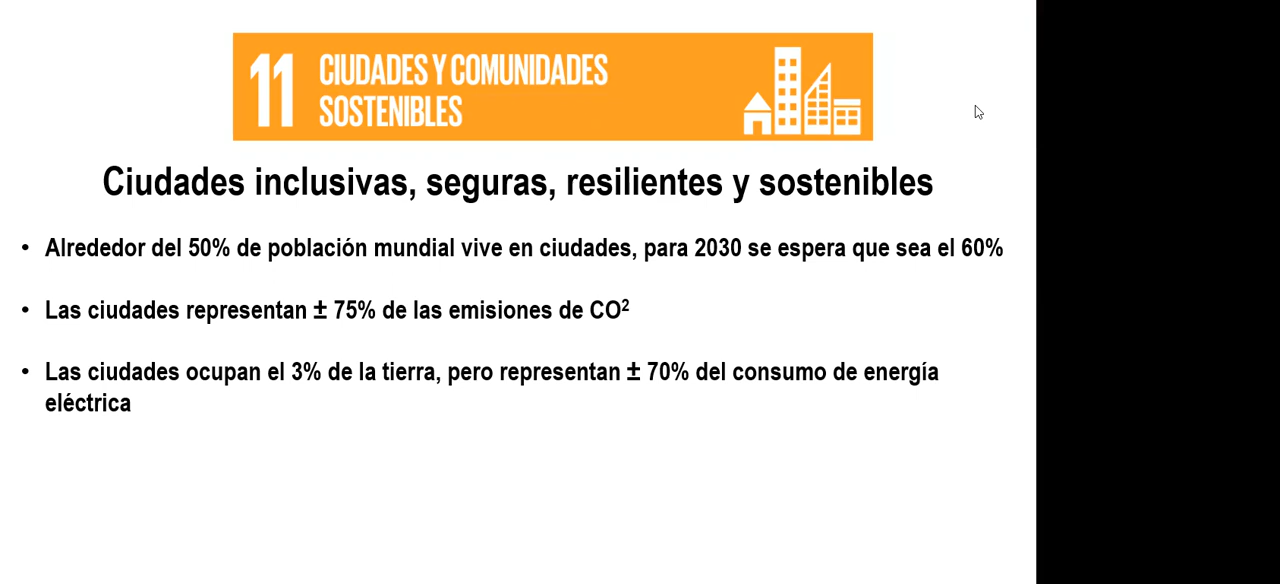 11 CIUDADES Y COMUNIDADES
SOSTENIBLES
Ciudades inclusivas, seguras, resilientes y sostenibles
• Alrededor del 50% de población mundial vive en ciudades, para 2030 se espera que sea el 60%
• Las ciudades representan ± 75% de las emisiones de CO²
• Las ciudades ocupan el 3% de la tierra, pero representan ± 70% del consumo de energía
eléctrica